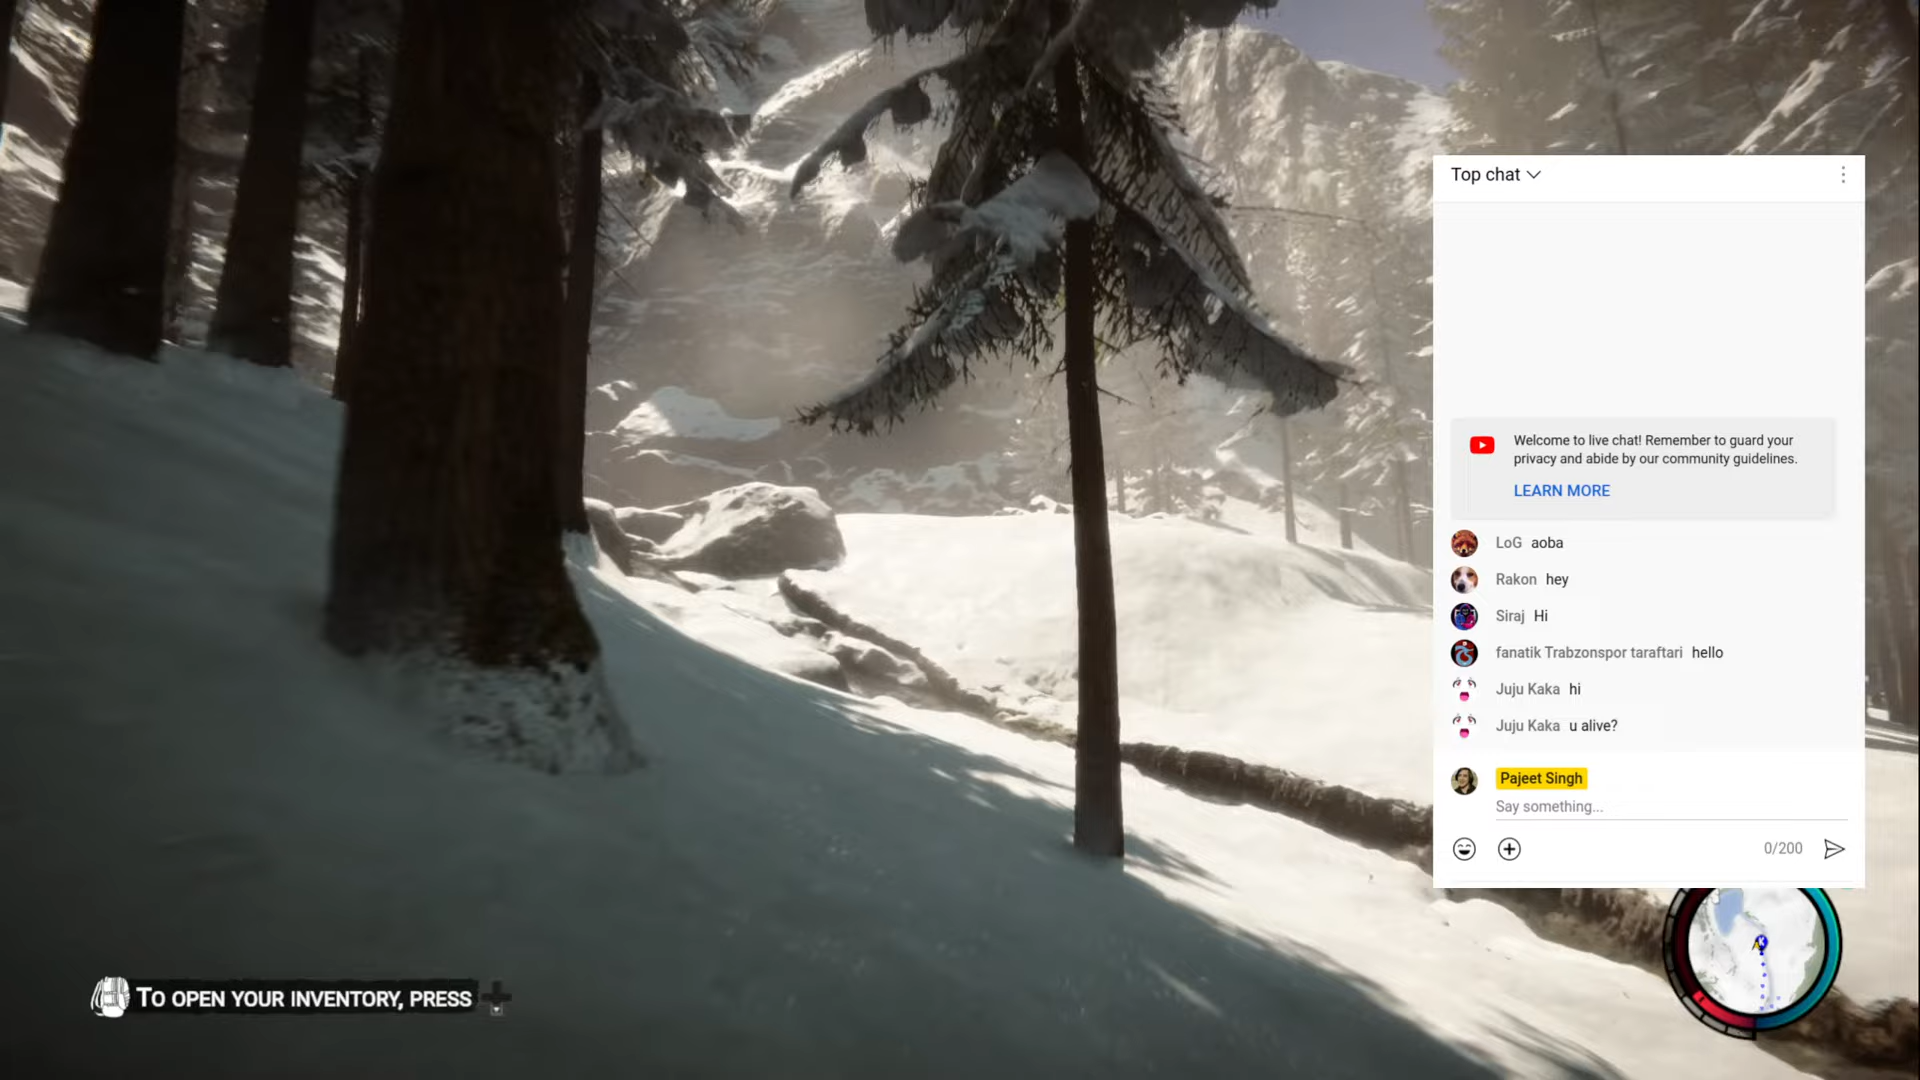 Top chat
Welcome to live chat! Remember to guard your
privacy and abide by our community guidelines.
LEARN MORE
LoG aoba
Rakon hey
Siraj Hi
fanatik Trabzonspor taraftari hello
Juju Kaka hi
Juju Kaka u alive?
Pajeet Singh
Say something...
0/200
K
TO OPEN YOUR INVENTORY, PRESS